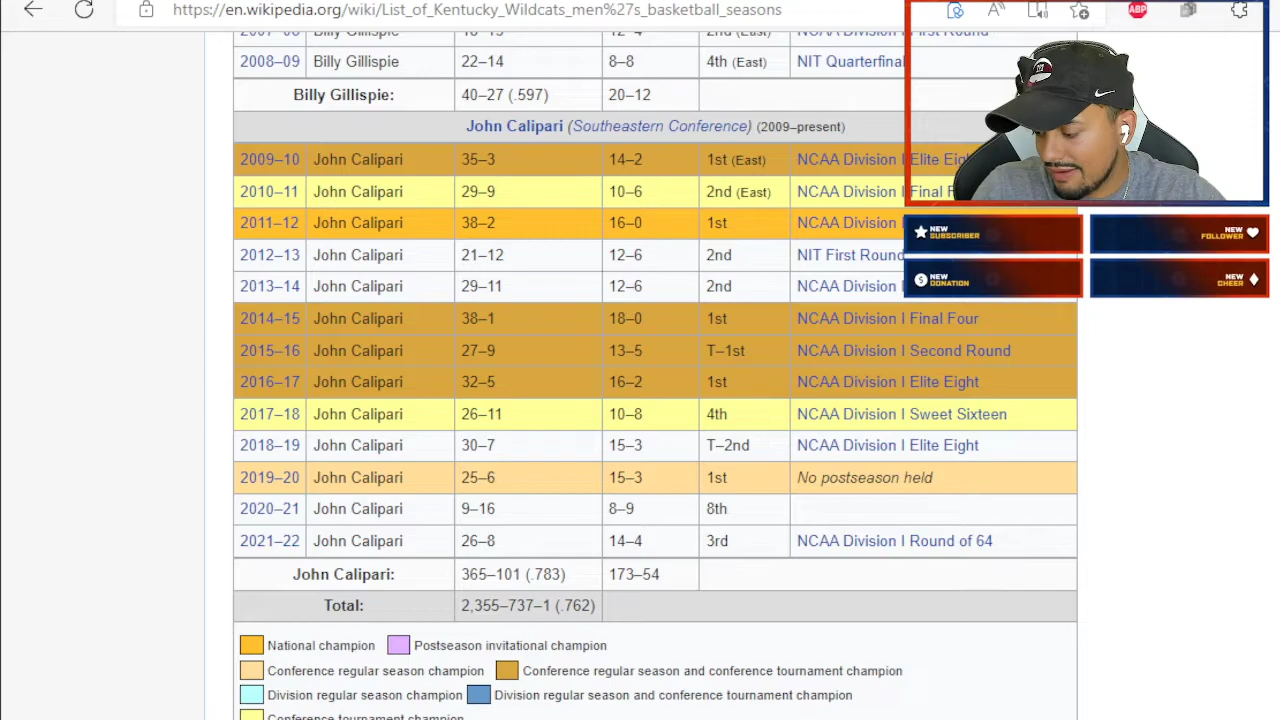 https://en.wikipedia.org/wiki/List_of_Kentucky_Wildcats_men%27s_basketball_seasons
ABP
2008–09 Billy Gillispie 22–14 8–8 4th (East) NIT Quarterfinal
Billy Gillispie: 40–27 (.597) 20–12
John Calipari (Southeastern Conference) (2009–present)
2009–10 John Calipari 35–3 14–2 1st (East) NCAA Division I Elite
2010–11 John Calipari 29–9 10–6 2nd (East) NCAA Division I Final F
2011–12 John Calipari 38–2 16–0 1st NCAA Division
2012–13 John Calipari 21–12 12–6 2nd NIT First Round
2013–14 John Calipari 29–11 12–6 2nd NCAA Division
2014–15 John Calipari 38–1 18–0 1st NCAA Division I Final Four
2015–16 John Calipari 27–9 13–5 T–1st NCAA Division I Second Round
2016–17 John Calipari 32–5 16–2 1st NCAA Division I Elite Eight
2017–18 John Calipari 26–11 10–8 4th NCAA Division I Sweet Sixteen
2018–19 John Calipari 30–7 15–3 T–2nd NCAA Division I Elite Eight
2019–20 John Calipari 25–6 15–3 1st No postseason held
2020–21 John Calipari 9–16 8–9 8th
2021–22 John Calipari 26–8 14–4 3rd NCAA Division I Round of 64
John Calipari: 365–101 (.783) 173–54
Total: 2,355–737–1 (.762)
National champion Postseason invitational champion
Conference regular season champion Conference regular season and conference tournament champion
Division regular season champion Division regular season and conference tournament champion
Conference tournament champion
NEW SUBSCRIBER
NEW FOLLOWER
NEW DONATION
NEW CHEER